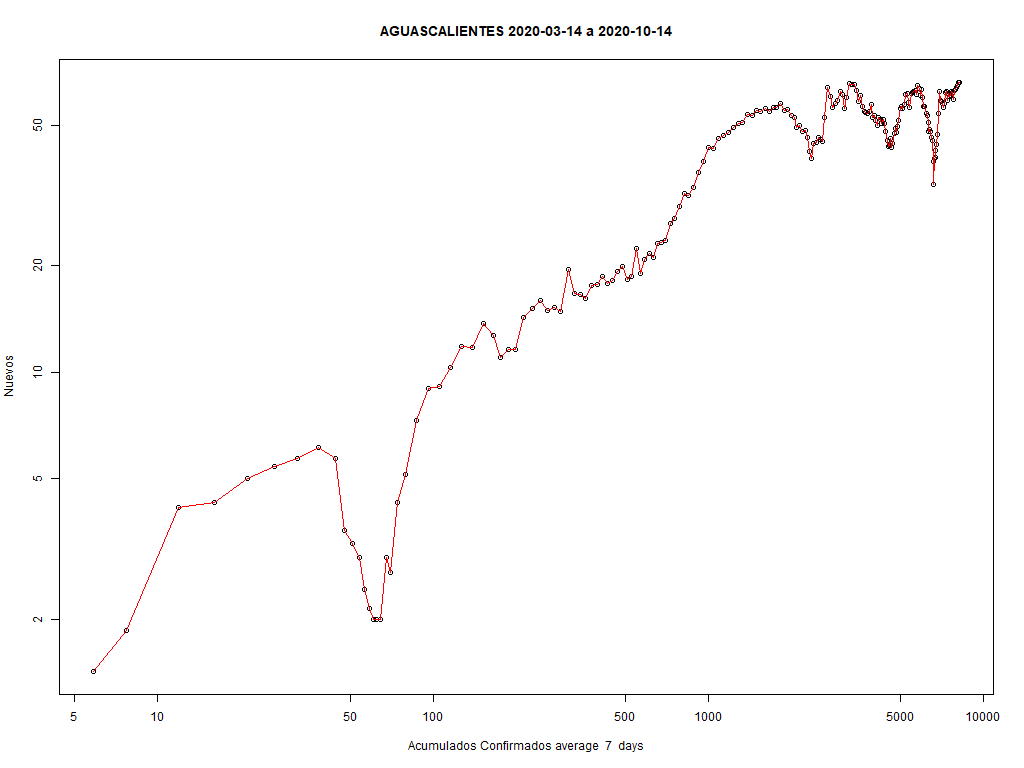 AGUASCALIENTES 2020-03-14 a 2020-10-14
50
20
10
5
2
Nuevos
5 10 50 100 500 1000 5000 10000
Acumulados Confirmados average 7 days